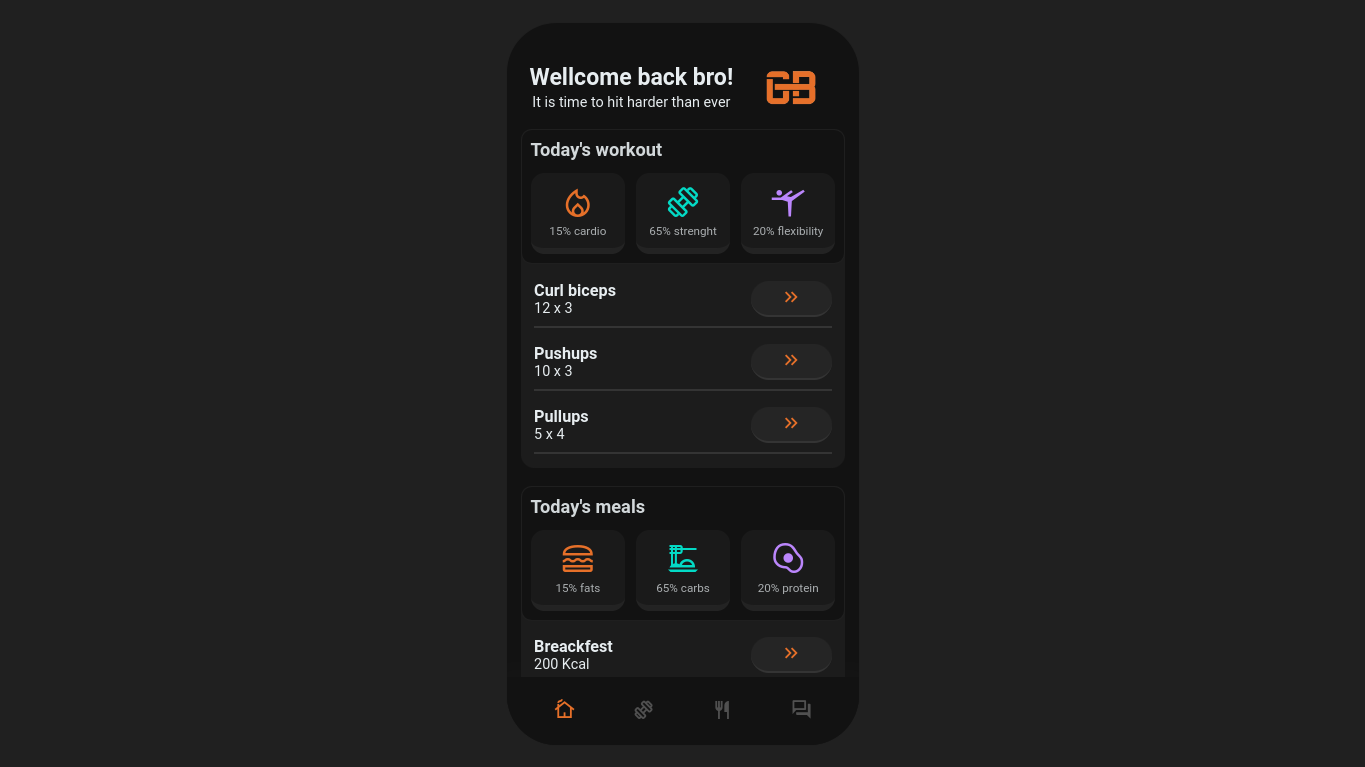 Wellcome back bro!
It is time to hit harder than ever
GB
Today's workout
15% cardio
65% strenght
20% flexibility
Curl biceps
12 x 3
Pushups
10 x 3
Pullups
5 x 4
Today's meals
15% fats
65% carbs
20% protein
Breackfest
200 Kcal